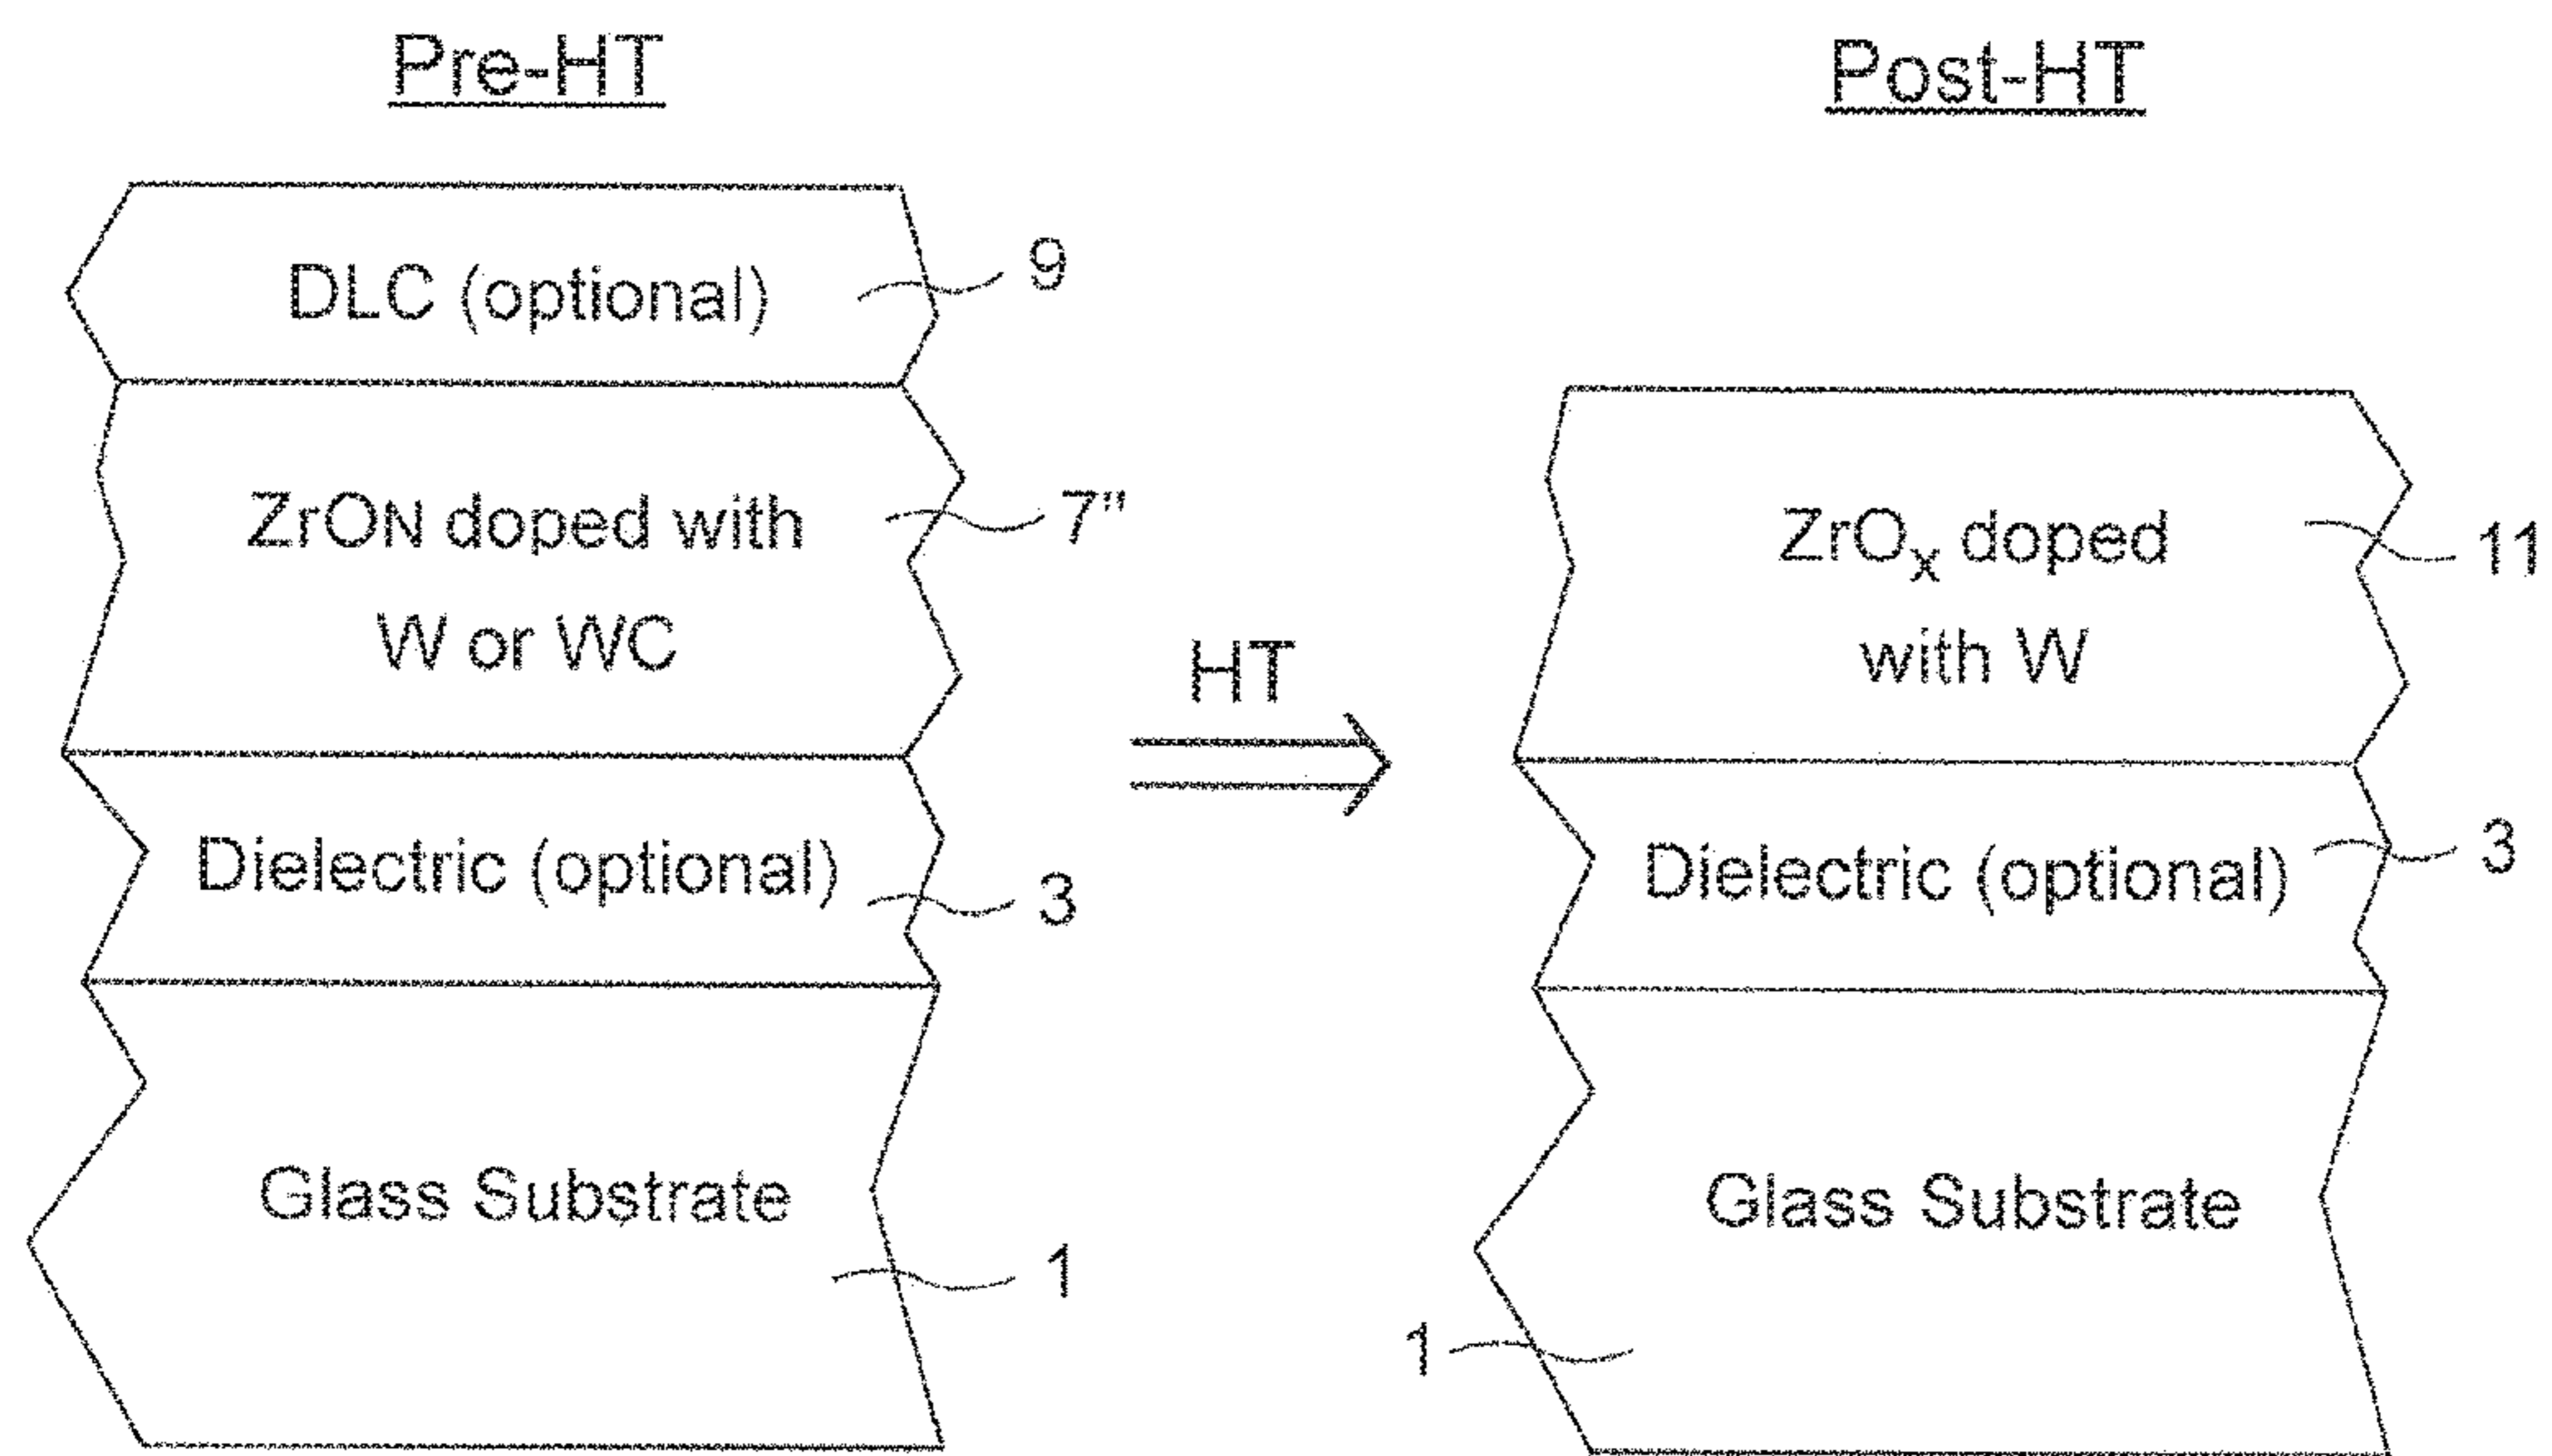 Pre-HT
DLC (optional)
9
ZrON doped with
W or WC
7"
Dielectric (optional)
3
Glass Substrate
1
HT
Post-HT
ZrOx doped
with W
11
Dielectric (optional)
3
Glass Substrate
1